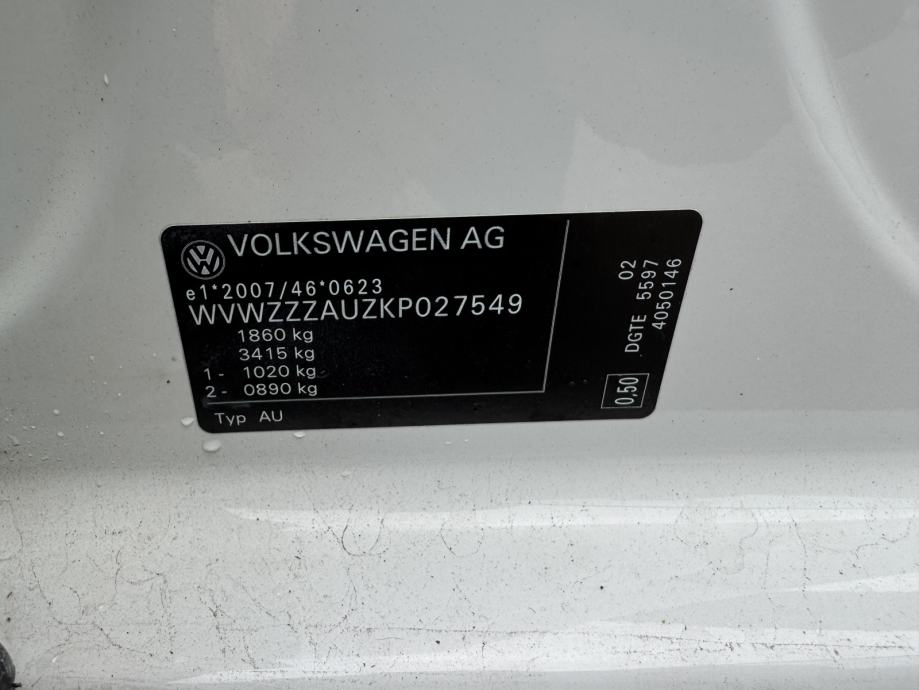 VOLKSWAGEN AG
e1*2007/46*0623
WVWZZZAUZKP027549
1860 kg
3415 kg
1 - 1020 kg
2 - 0890 kg
Typ AU
02
DGTE 5597
4050146
0,50